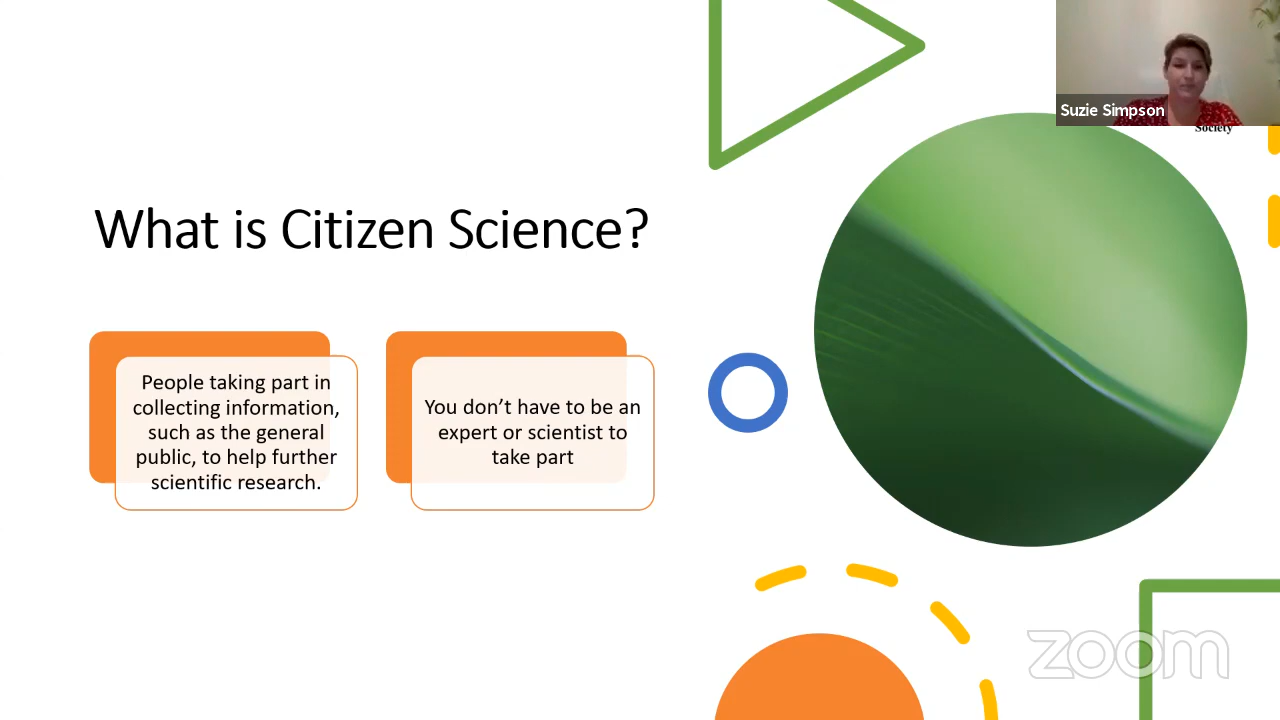 Suzie Simpson
Society
What is Citizen Science?
People taking part in
collecting information,
such as the general
public, to help further
scientific research.
You don’t have to be an
expert or scientist to
take part
zoom